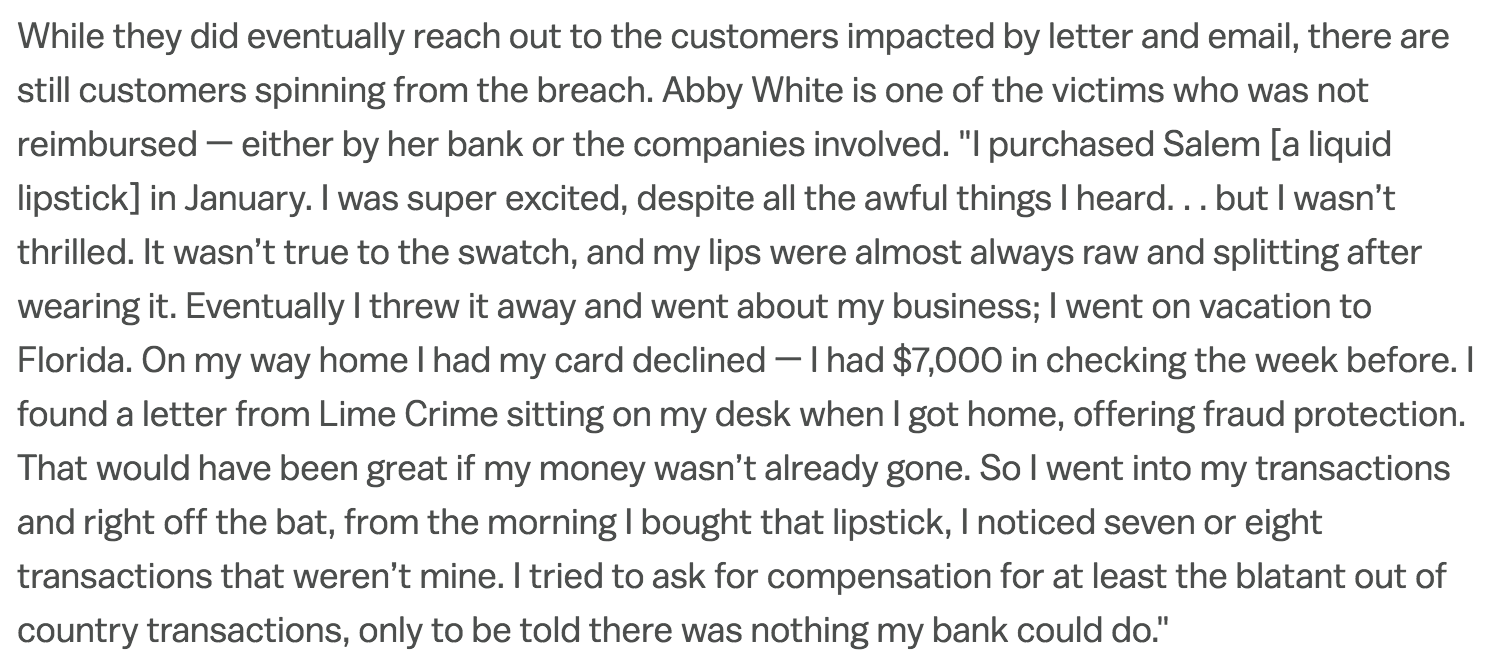 While they did eventually reach out to the customers impacted by letter and email, there are
still customers spinning from the breach. Abby White is one of the victims who was not
reimbursed — either by her bank or the companies involved. "I purchased Salem [a liquid
lipstick] in January. I was super excited, despite all the awful things I heard. . . but I wasn’t
thrilled. It wasn’t true to the swatch, and my lips were almost always raw and splitting after
wearing it. Eventually I threw it away and went about my business; I went on vacation to
Florida. On my way home I had my card declined — I had $7,000 in checking the week before. I
found a letter from Lime Crime sitting on my desk when I got home, offering fraud protection.
That would have been great if my money wasn’t already gone. So I went into my transactions
and right off the bat, from the morning I bought that lipstick, I noticed seven or eight
transactions that weren’t mine. I tried to ask for compensation for at least the blatant out of
country transactions, only to be told there was nothing my bank could do."